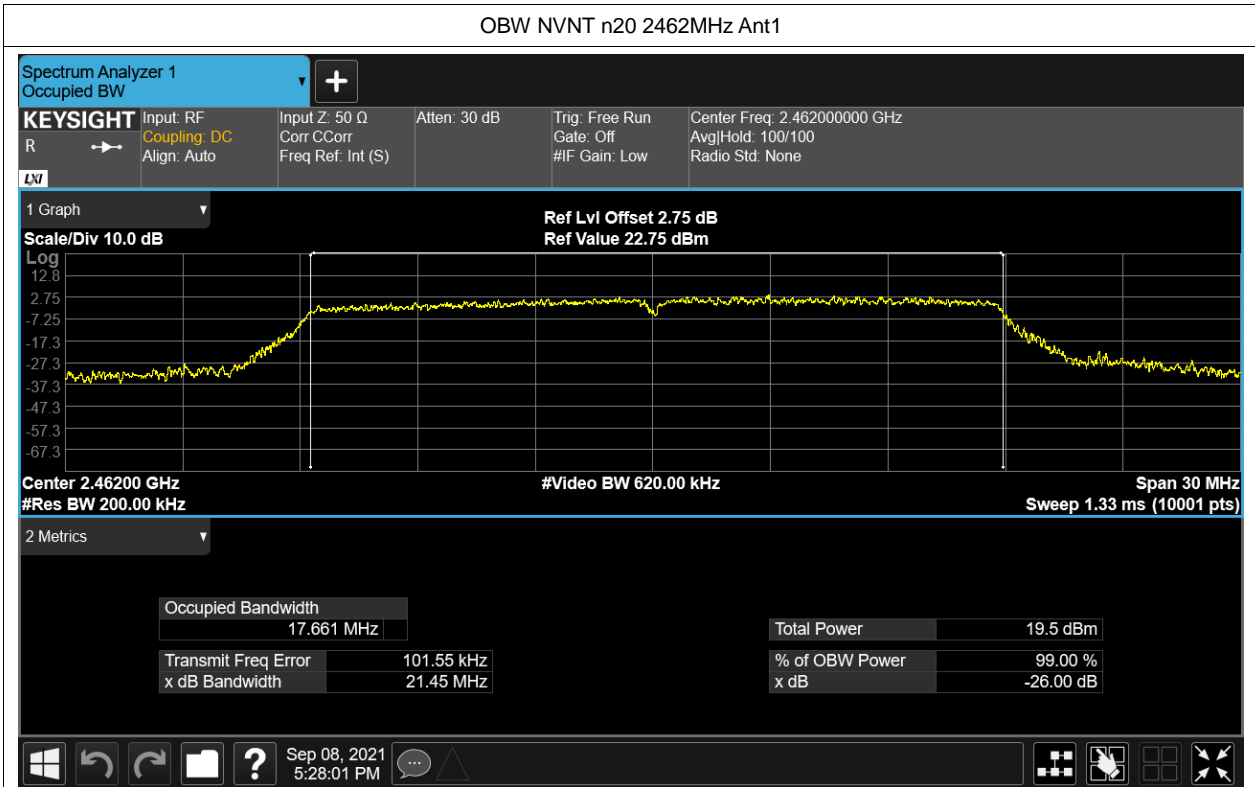 OBW NVNT n20 2462MHz Ant1
Spectrum Analyzer 1
Occupied BW
KEYSIGHT
R
LXI
Input: RF
Coupling: DC
Align: Auto
Input Z: 50 Ω
Corr CCorr
Freq Ref: Int (S)
Atten: 30 dB
Trig: Free Run
Gate: Off
#IF Gain: Low
Center Freq: 2.462000000 GHz
Avg|Hold: 100/100
Radio Std: None
1 Graph
Scale/Div 10.0 dB
Ref Lvl Offset 2.75 dB
Ref Value 22.75 dBm
Log
12.8
2.75
-7.25
-17.3
-27.3
-37.3
-47.3
-57.3
-67.3
Center 2.46200 GHz
#Video BW 620.00 kHz
Span 30 MHz
#Res BW 200.00 kHz
Sweep 1.33 ms (10001 pts)
2 Metrics
Occupied Bandwidth
17.661 MHz
Total Power 19.5 dBm
Transmit Freq Error 101.55 kHz
% of OBW Power 99.00 %
x dB Bandwidth 21.45 MHz
x dB -26.00 dB
?
Sep 08, 2021
5:28:01 PM